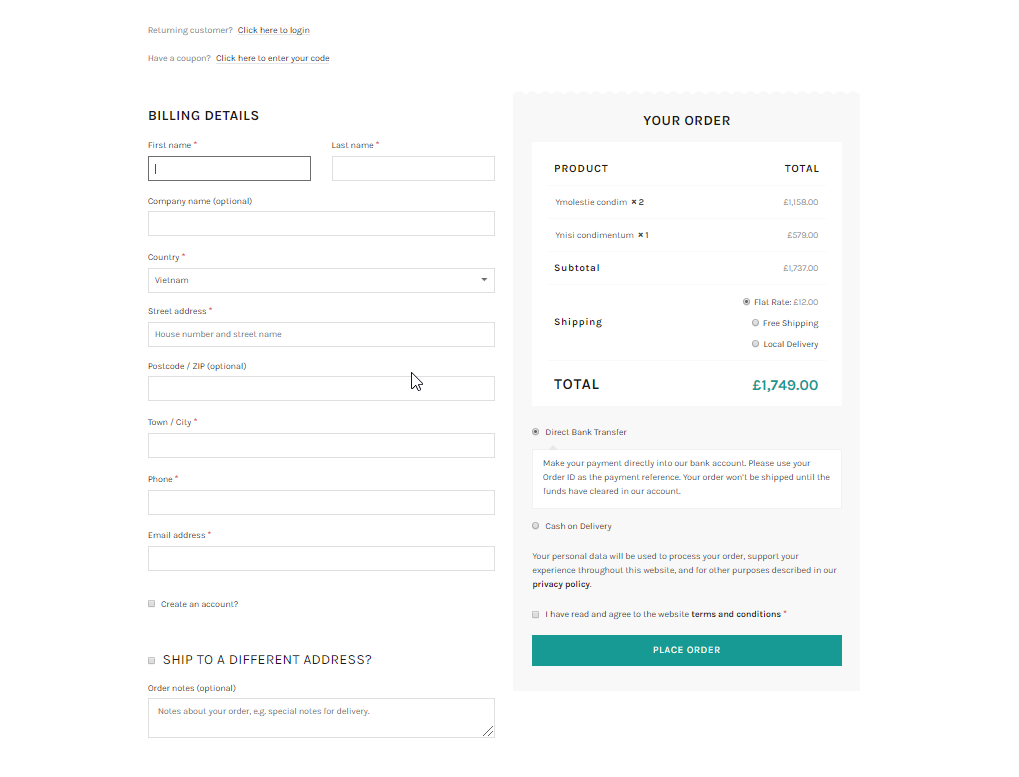 Returning customer? Click here to login
Have a coupon? Click here to enter your code
BILLING DETAILS
First name *
Last name *
Company name (optional)
Country *
Vietnam
Street address *
House number and street name
Postcode / ZIP (optional)
Town / City *
Phone *
Email address *
Create an account?
SHIP TO A DIFFERENT ADDRESS?
Order notes (optional)
Notes about your order, e.g. special notes for delivery.
YOUR ORDER
PRODUCT TOTAL
Ymolestie condim × 2 £1,158.00
Ynisi condimentum × 1 £579.00
Subtotal £1,737.00
Shipping
Flat Rate: £12.00
Free Shipping
Local Delivery
TOTAL £1,749.00
Direct Bank Transfer
Make your payment directly into our bank account. Please use your
Order ID as the payment reference. Your order won't be shipped until the
funds have cleared in our account.
Cash on Delivery
Your personal data will be used to process your order, support your
experience throughout this website, and for other purposes described in our
privacy policy.
I have read and agree to the website terms and conditions *
PLACE ORDER